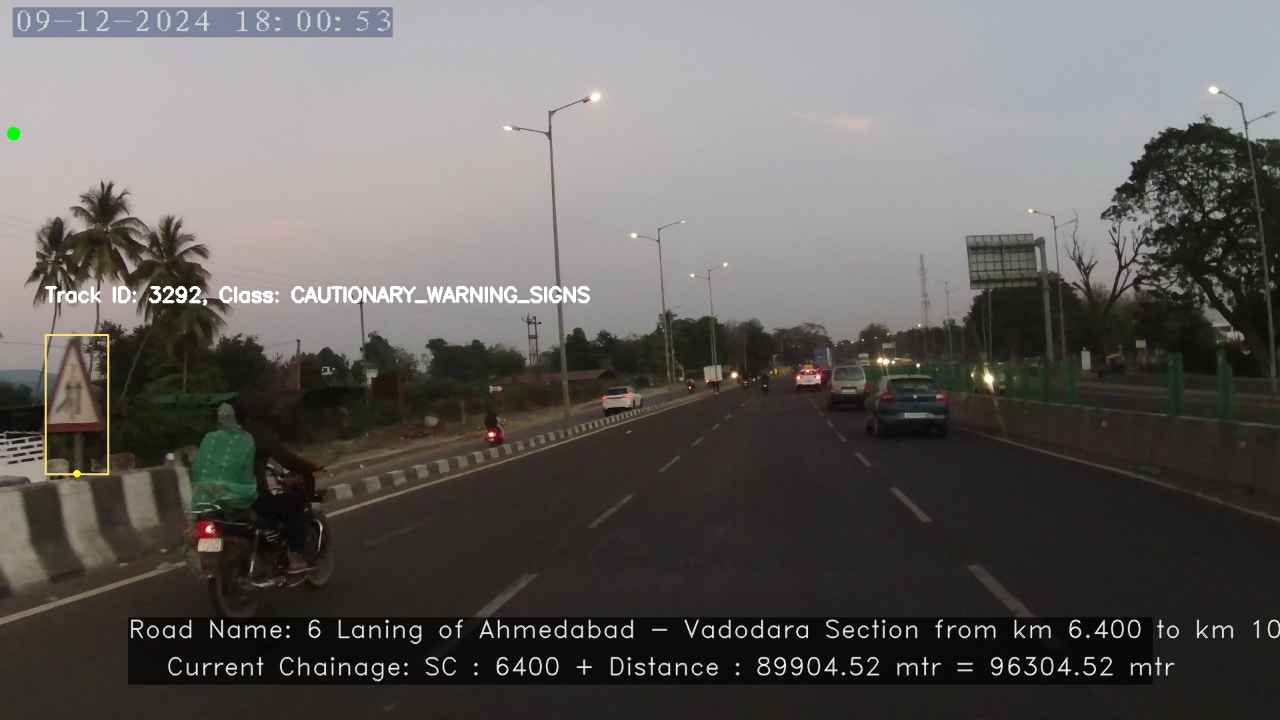 09-12-2024 18:00:53
Track ID: 3292, Class: CAUTIONARY_WARNING_SIGNS
Road Name: 6 Laning of Ahmedabad - Vadodara Section from km 6.400 to km 10
Current Chainage: SC : 6400 + Distance : 89904.52 mtr = 96304.52 mtr